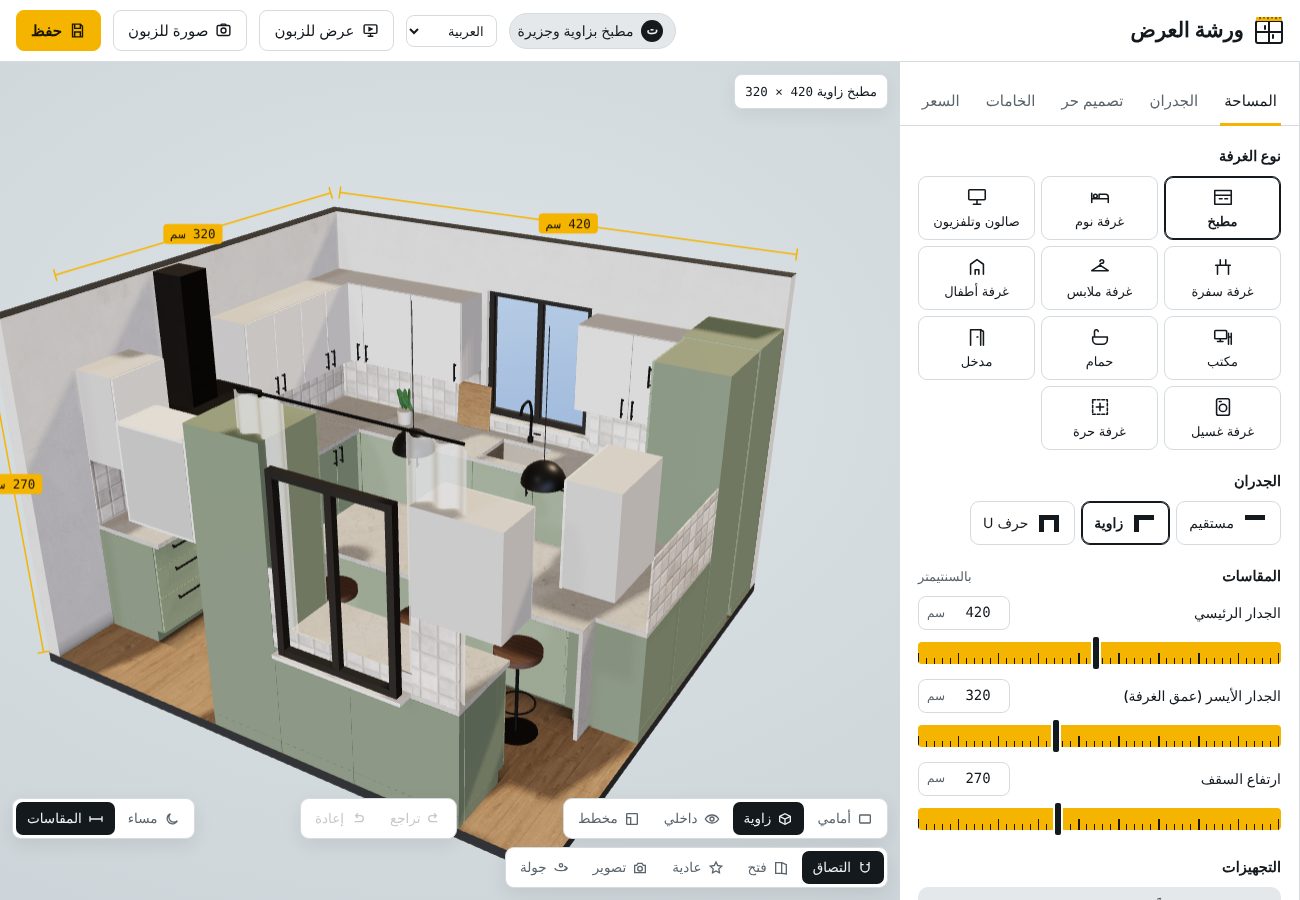 ورشة العرض
ت مطبخ بزاوية وجزيرة
العربية
عرض للزبون
صورة للزبون
حفظ
المساحة
الجدران
تصميم حر
الخامات
السعر
نوع الغرفة
مطبخ
غرفة نوم
صالون وتلفزيون
غرفة سفرة
غرفة ملابس
غرفة أطفال
مكتب
حمام
مدخل
غرفة غسيل
غرفة حرة
الجدران
مستقيم
زاوية
حرف U
المقاسات
بالسنتيمتر
الجدار الرئيسي
420 سم
الجدار الأيسر (عمق الغرفة)
320 سم
ارتفاع السقف
270 سم
التجهيزات
مطبخ زاوية 420 × 320
420 سم
320 سم
270
أمامي
زاوية
داخلي
مخطط
تراجع
إعادة
مساء
المقاسات
التصاق
فتح
عادية
تصوير
جولة